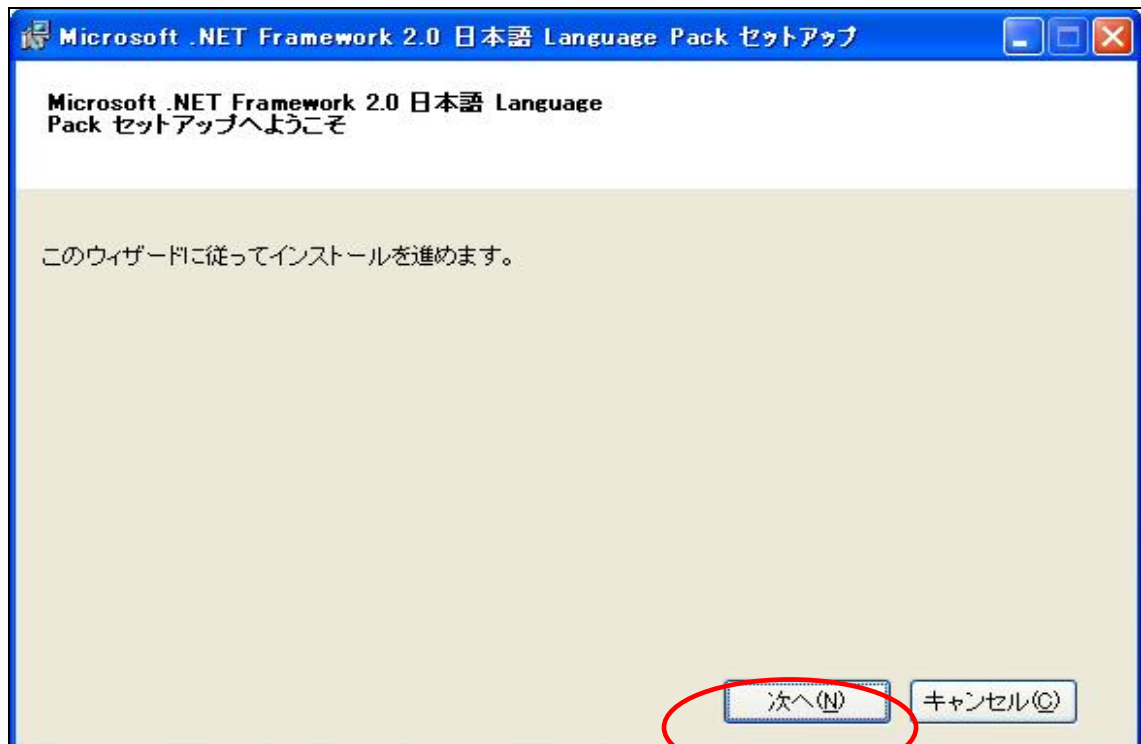 Microsoft .NET Framework 2.0 日本語 Language Pack セットアップ
Microsoft .NET Framework 2.0 日本語 Language
Pack セットアップへようこそ
このウィザードに従ってインストールを進めます。
次へ(N)
キャンセル(C)